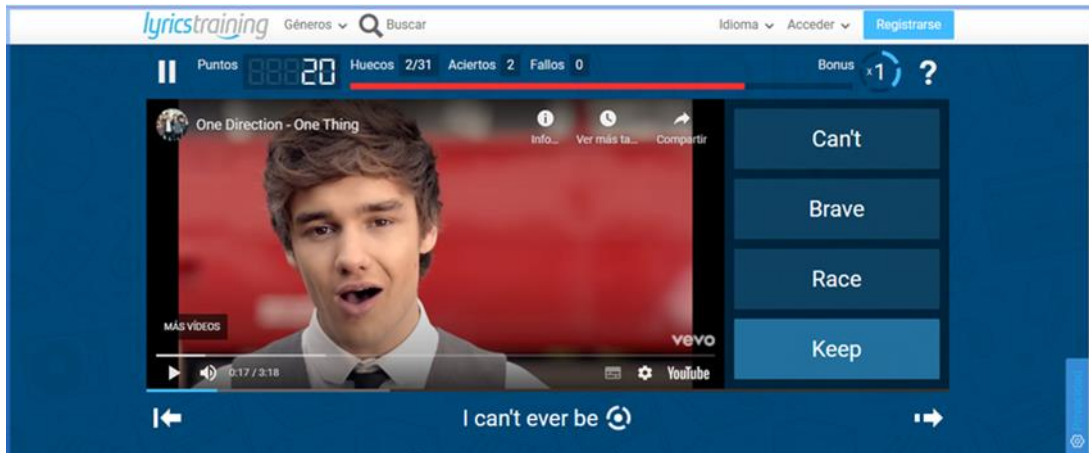 lyricstraining Géneros Buscar Idioma Acceder Registrarse
Puntos 20 Huecos 2/31 Aciertos 2 Fallos 0 Bonus x1 ?
One Direction - One Thing
Info... Ver más ta... Compartir
Can't
Brave
Race
MÁS VÍDEOS
vevo
Keep
0:17 / 3:18 YouTube
I can't ever be